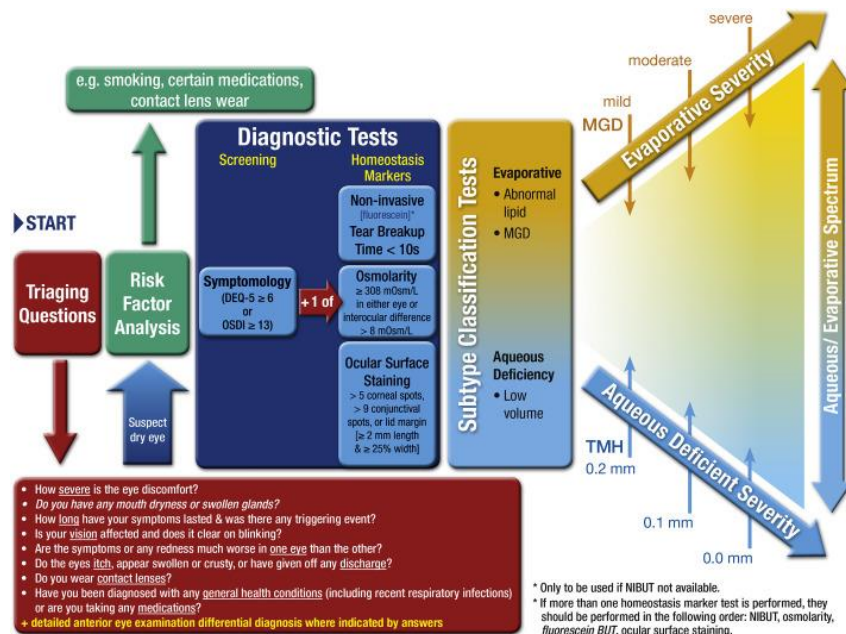 e.g. smoking, certain medications,
contact lens wear
START
Triaging
Questions
Risk
Factor
Analysis
Suspect
dry eye
Diagnostic Tests
Screening
Homeostasis
Markers
Symptomology
(DEQ-5 ≥ 6
or
OSDI ≥ 13)
+ 1 of
Non-invasive
[fluorescein]*
Tear Breakup
Time < 10s
Osmolarity
≥ 308 mOsm/L
in either eye or
interocular difference
> 8 mOsm/L
Ocular Surface
Staining
> 5 corneal spots,
> 9 conjunctival
spots, or lid margin
[≥ 2 mm length
& ≥ 25% width]
Subtype Classification Tests
Evaporative
• Abnormal
lipid
• MGD
Aqueous
Deficiency
• Low
volume
severe
moderate
mild
MGD
Evaporative Severity
Aqueous/ Evaporative Spectrum
Aqueous Deficient Severity
TMH
0.2 mm
0.1 mm
0.0 mm
• How severe is the eye discomfort?
• Do you have any mouth dryness or swollen glands?
• How long have your symptoms lasted & was there any triggering event?
• Is your vision affected and does it clear on blinking?
• Are the symptoms or any redness much worse in one eye than the other?
• Do the eyes itch, appear swollen or crusty, or have given off any discharge?
• Do you wear contact lenses?
• Have you been diagnosed with any general health conditions (including recent respiratory infections)
or are you taking any medications?
+ detailed anterior eye examination differential diagnosis where indicated by answers
* Only to be used if NIBUT not available.
* If more than one homeostasis marker test is performed, they
should be performed in the following order: NIBUT, osmolarity,
fluorescein BUT, ocular surface staining.